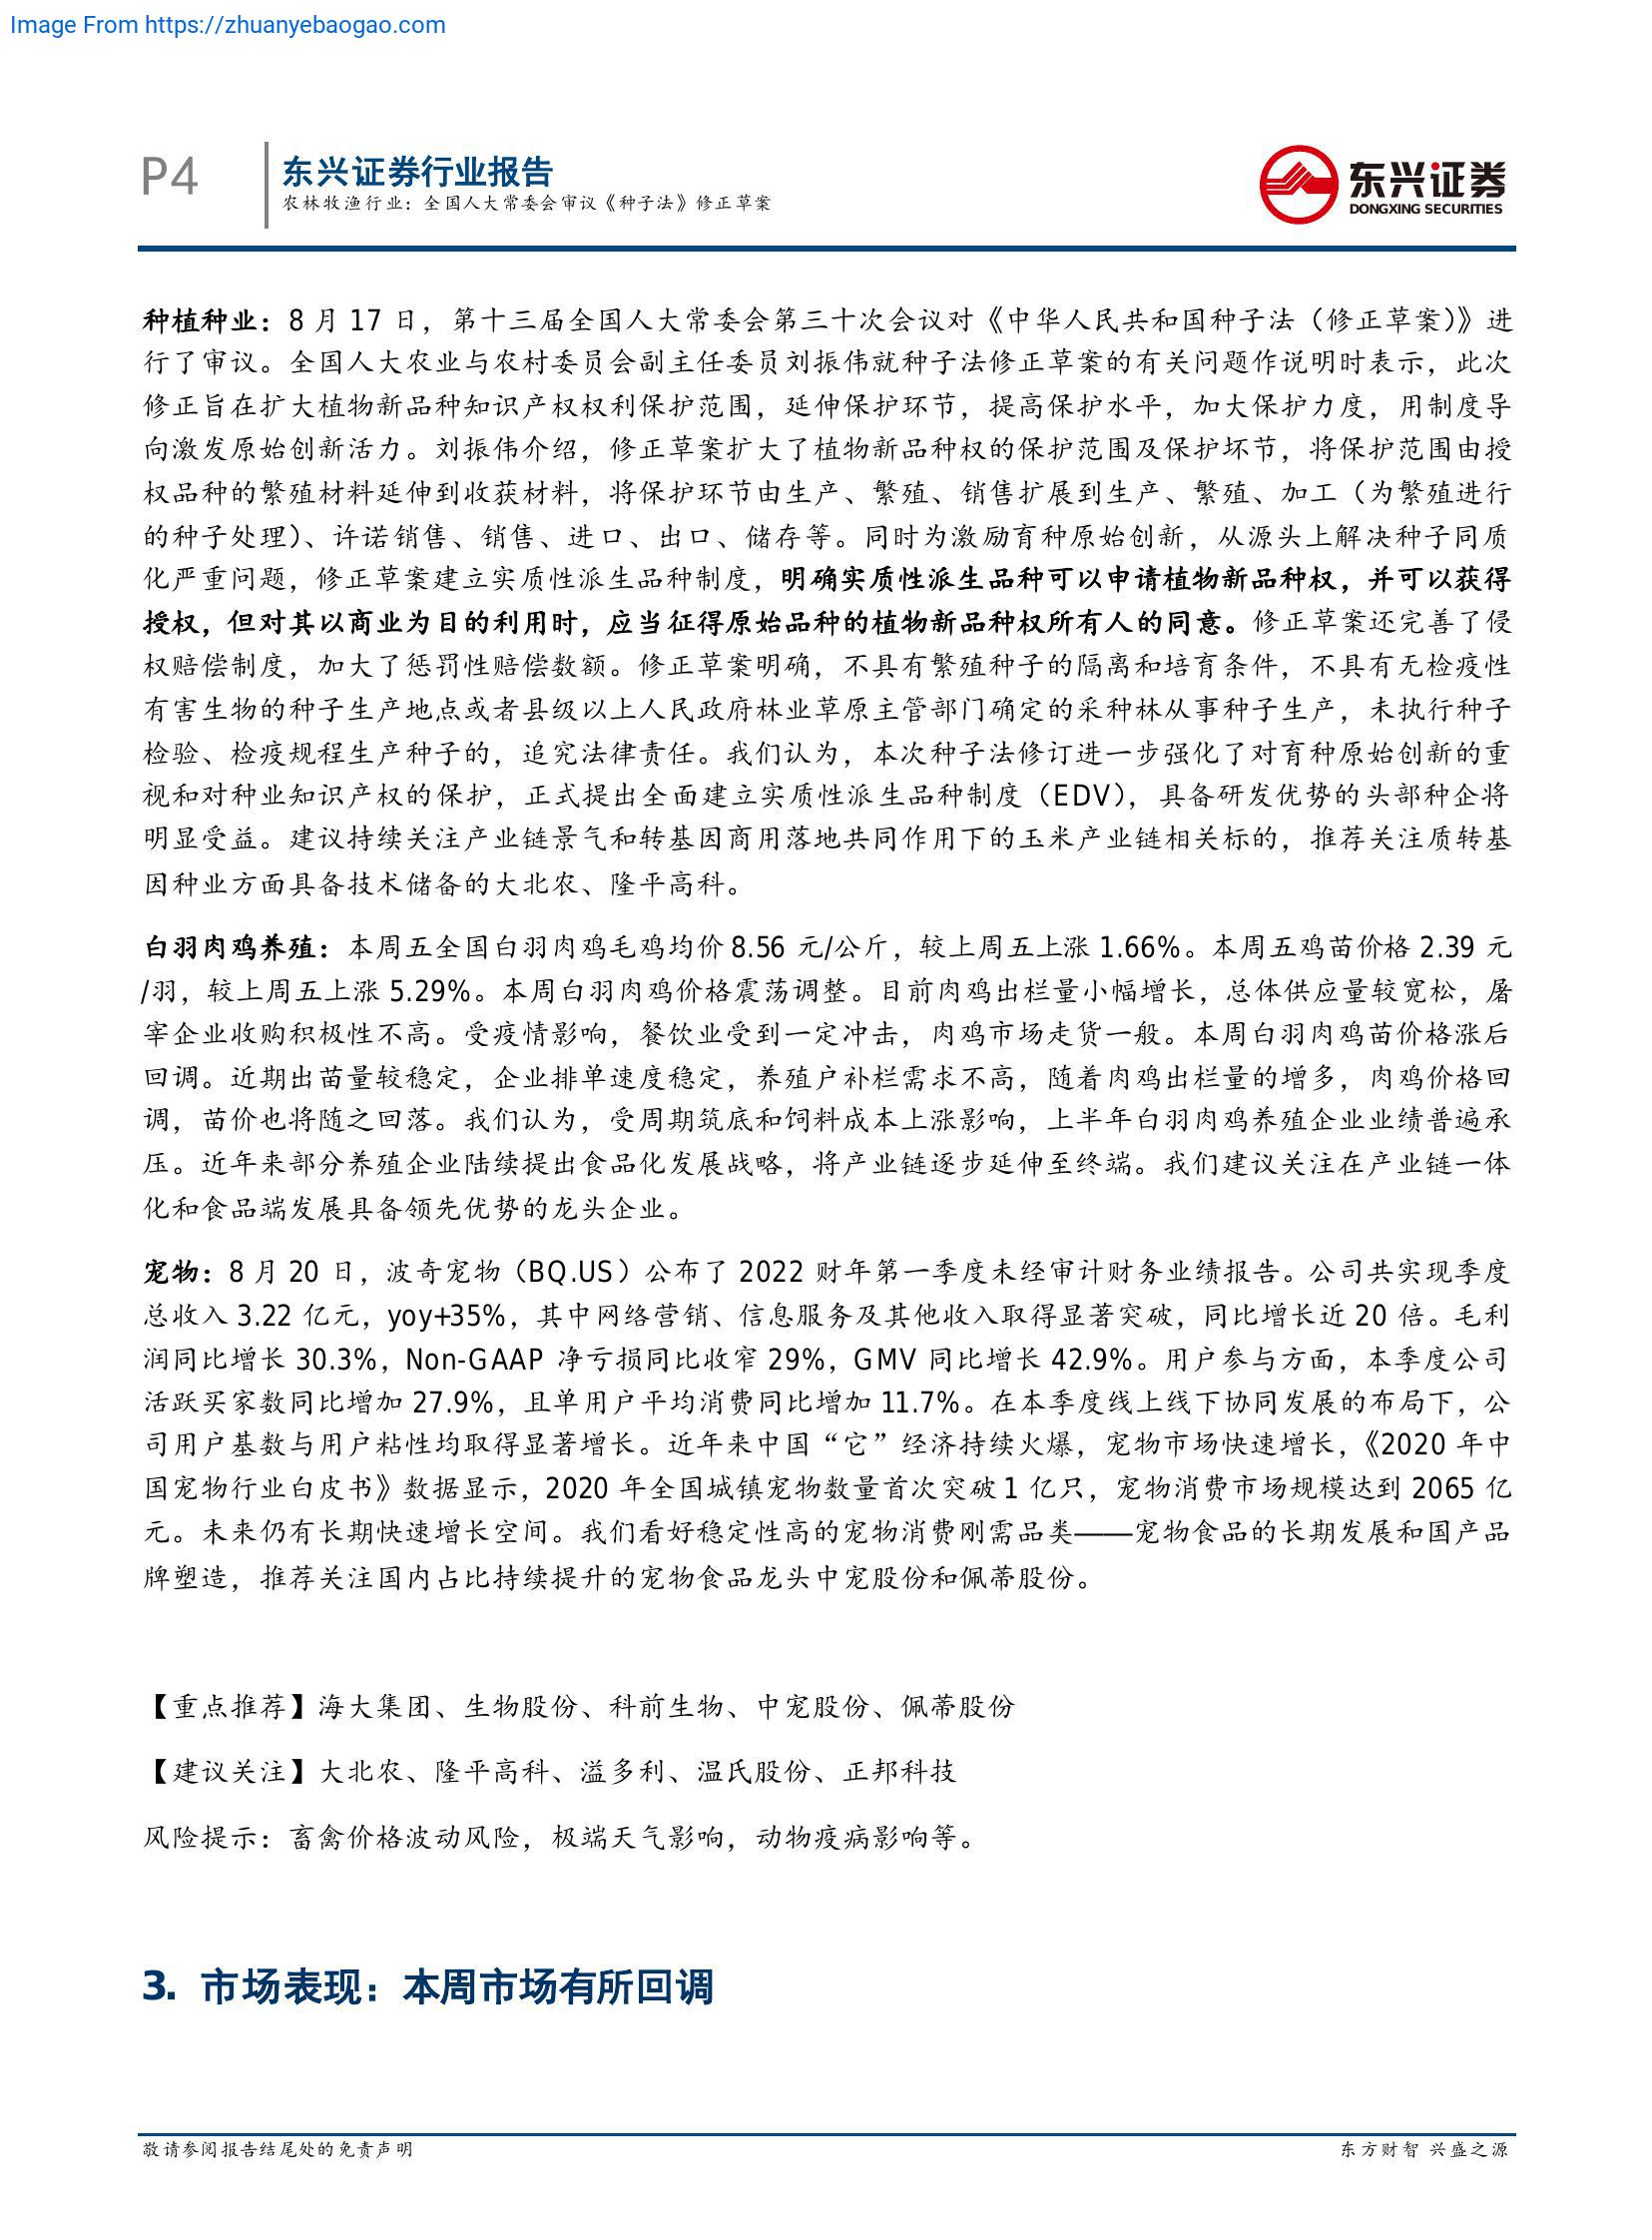 Image From https://zhuanyebaogao.com
P4
东兴证券行业报告
农林牧渔行业：全国人大常委会审议《种子法》修正草案
东兴证券
DONGXING SECURITIES
种植种业：8 月 17 日，第十三届全国人大常委会第三十次会议对《中华人民共和国种子法（修正草案）》进
行了审议。全国人大农业与农村委员会副主任委员刘振伟就种子法修正草案的有关问题作说明时表示，此次
修正旨在扩大植物新品种知识产权权利保护范围，延伸保护环节，提高保护水平，加大保护力度，用制度导
向激发原始创新活力。刘振伟介绍，修正草案扩大了植物新品种权的保护范围及保护坏节，将保护范围由授
权品种的繁殖材料延伸到收获材料，将保护环节由生产、繁殖、销售扩展到生产、繁殖、加工（为繁殖进行
的种子处理）、许诺销售、销售、进口、出口、储存等。同时为激励育种原始创新，从源头上解决种子同质
化严重问题，修正草案建立实质性派生品种制度，明确实质性派生品种可以申请植物新品种权，并可以获得
授权，但对其以商业为目的利用时，应当征得原始品种的植物新品种权所有人的同意。修正草案还完善了侵
权赔偿制度，加大了惩罚性赔偿数额。修正草案明确，不具有繁殖种子的隔离和培育条件，不具有无检疫性
有害生物的种子生产地点或者县级以上人民政府林业草原主管部门确定的采种林从事种子生产，未执行种子
检验、检疫规程生产种子的，追究法律责任。我们认为，本次种子法修订进一步强化了对育种原始创新的重
视和对种业知识产权的保护，正式提出全面建立实质性派生品种制度（EDV），具备研发优势的头部种企将
明显受益。建议持续关注产业链景气和转基因商用落地共同作用下的玉米产业链相关标的，推荐关注质转基
因种业方面具备技术储备的大北农、隆平高科。
白羽肉鸡养殖：本周五全国白羽肉鸡毛鸡均价 8.56 元/公斤，较上周五上涨 1.66%。本周五鸡苗价格 2.39 元
/羽，较上周五上涨 5.29%。本周白羽肉鸡价格震荡调整。目前肉鸡出栏量小幅增长，总体供应量较宽松，屠
宰企业收购积极性不高。受疫情影响，餐饮业受到一定冲击，肉鸡市场走货一般。本周白羽肉鸡苗价格涨后
回调。近期出苗量较稳定，企业排单速度稳定，养殖户补栏需求不高，随着肉鸡出栏量的增多，肉鸡价格回
调，苗价也将随之回落。我们认为，受周期筑底和饲料成本上涨影响，上半年白羽肉鸡养殖企业业绩普遍承
压。近年来部分养殖企业陆续提出食品化发展战略，将产业链逐步延伸至终端。我们建议关注在产业链一体
化和食品端发展具备领先优势的龙头企业。
宠物：8 月 20 日，波奇宠物（BQ.US）公布了 2022 财年第一季度未经审计财务业绩报告。公司共实现季度
总收入 3.22 亿元，yoy+35%，其中网络营销、信息服务及其他收入取得显著突破，同比增长近 20 倍。毛利
润同比增长 30.3%，Non-GAAP 净亏损同比收窄 29%，GMV 同比增长 42.9%。用户参与方面，本季度公司
活跃买家数同比增加 27.9%，且单用户平均消费同比增加 11.7%。在本季度线上线下协同发展的布局下，公
司用户基数与用户粘性均取得显著增长。近年来中国“它”经济持续火爆，宠物市场快速增长，《2020 年中
国宠物行业白皮书》数据显示，2020 年全国城镇宠物数量首次突破 1 亿只，宠物消费市场规模达到 2065 亿
元。未来仍有长期快速增长空间。我们看好稳定性高的宠物消费刚需品类——宠物食品的长期发展和国产品
牌塑造，推荐关注国内占比持续提升的宠物食品龙头中宠股份和佩蒂股份。
【重点推荐】海大集团、生物股份、科前生物、中宠股份、佩蒂股份
【建议关注】大北农、隆平高科、溢多利、温氏股份、正邦科技
风险提示：畜禽价格波动风险，极端天气影响，动物疫病影响等。
3. 市场表现：本周市场有所回调
敬请参阅报告结尾处的免责声明
东方财智 兴盛之源